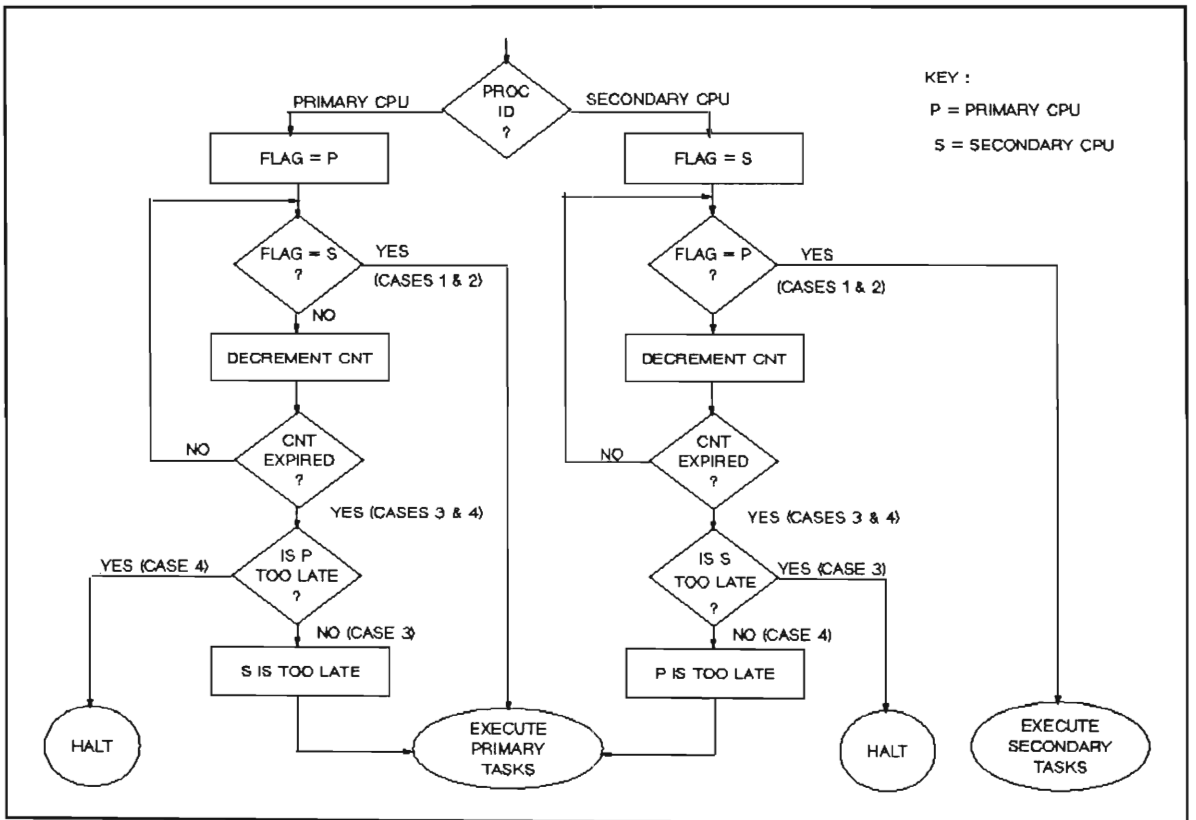 PROC
ID
?
PRIMARY CPU
SECONDARY CPU
KEY :
P = PRIMARY CPU
S = SECONDARY CPU
FLAG = P
FLAG = S
FLAG = S
?
YES
(CASES 1 & 2)
NO
FLAG = P
?
YES
(CASES 1 & 2)
NO
DECREMENT CNT
DECREMENT CNT
CNT
EXPIRED
?
NO
YES (CASES 3 & 4)
CNT
EXPIRED
?
NO
YES (CASES 3 & 4)
IS P
TOO LATE
?
YES (CASE 4)
NO (CASE 3)
IS S
TOO LATE
?
YES (CASE 3)
NO (CASE 4)
S IS TOO LATE
P IS TOO LATE
HALT
EXECUTE
PRIMARY
TASKS
HALT
EXECUTE
SECONDARY
TASKS